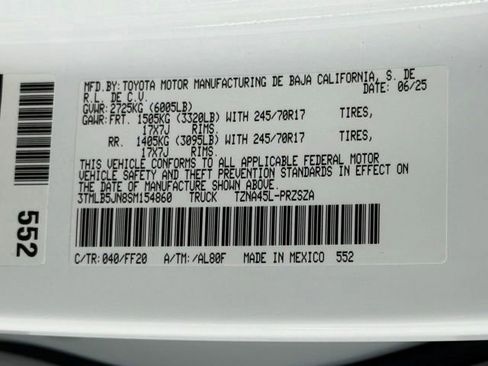 MFD.BY:TOYOTA MOTOR MANUFACTURING DE BAJA CALIFORNIA, S. DE
R.L. DE C.V. DATE: 06/25
GVWR:2725KG (6005LB)
GAWR:FRT. 1505KG (3320LB) WITH 245/70R17 TIRES,
17X7J RIMS.
RR. 1405KG (3095LB) WITH 245/70R17 TIRES,
17X7J RIMS.
THIS VEHICLE CONFORMS TO ALL APPLICABLE FEDERAL MOTOR
VEHICLE SAFETY AND THEFT PREVENTION STANDARDS IN EFFECT ON
THE DATE OF MANUFACTURE SHOWN ABOVE.
3TMLB5JN8SM154860 TRUCK TZNA45L-PRZSZA
C/TR:040/FF20 A/TM:/AL80F MADE IN MEXICO 552
552